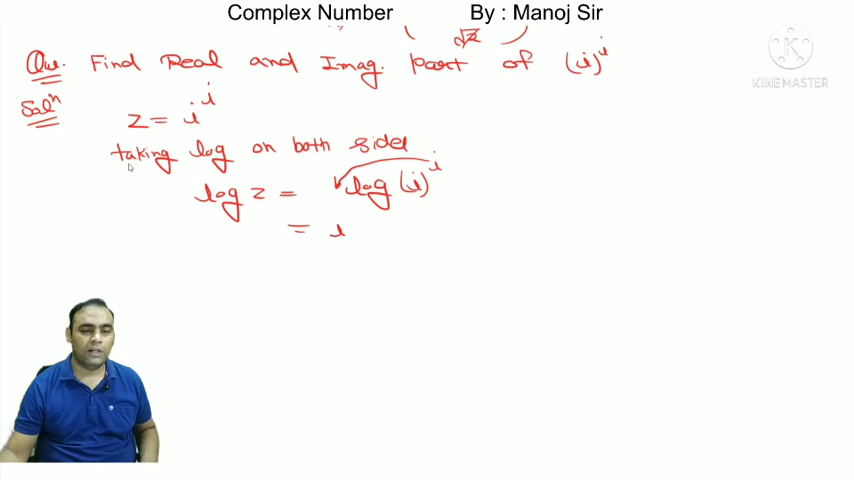 Complex Number By : Manoj Sir
√2
Que. Find Real and Imag. part of (i)^i
KINEMASTER
Solⁿ
z = i^i
taking log on both sides
log z = log (i)^i
= i